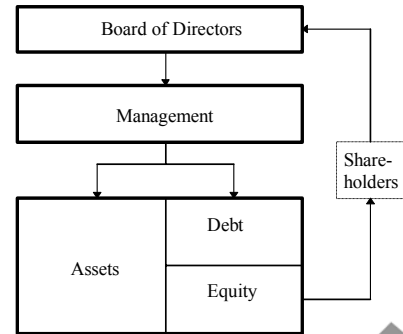 Board of Directors
Management
Share-
holders
Debt
Assets
Equity